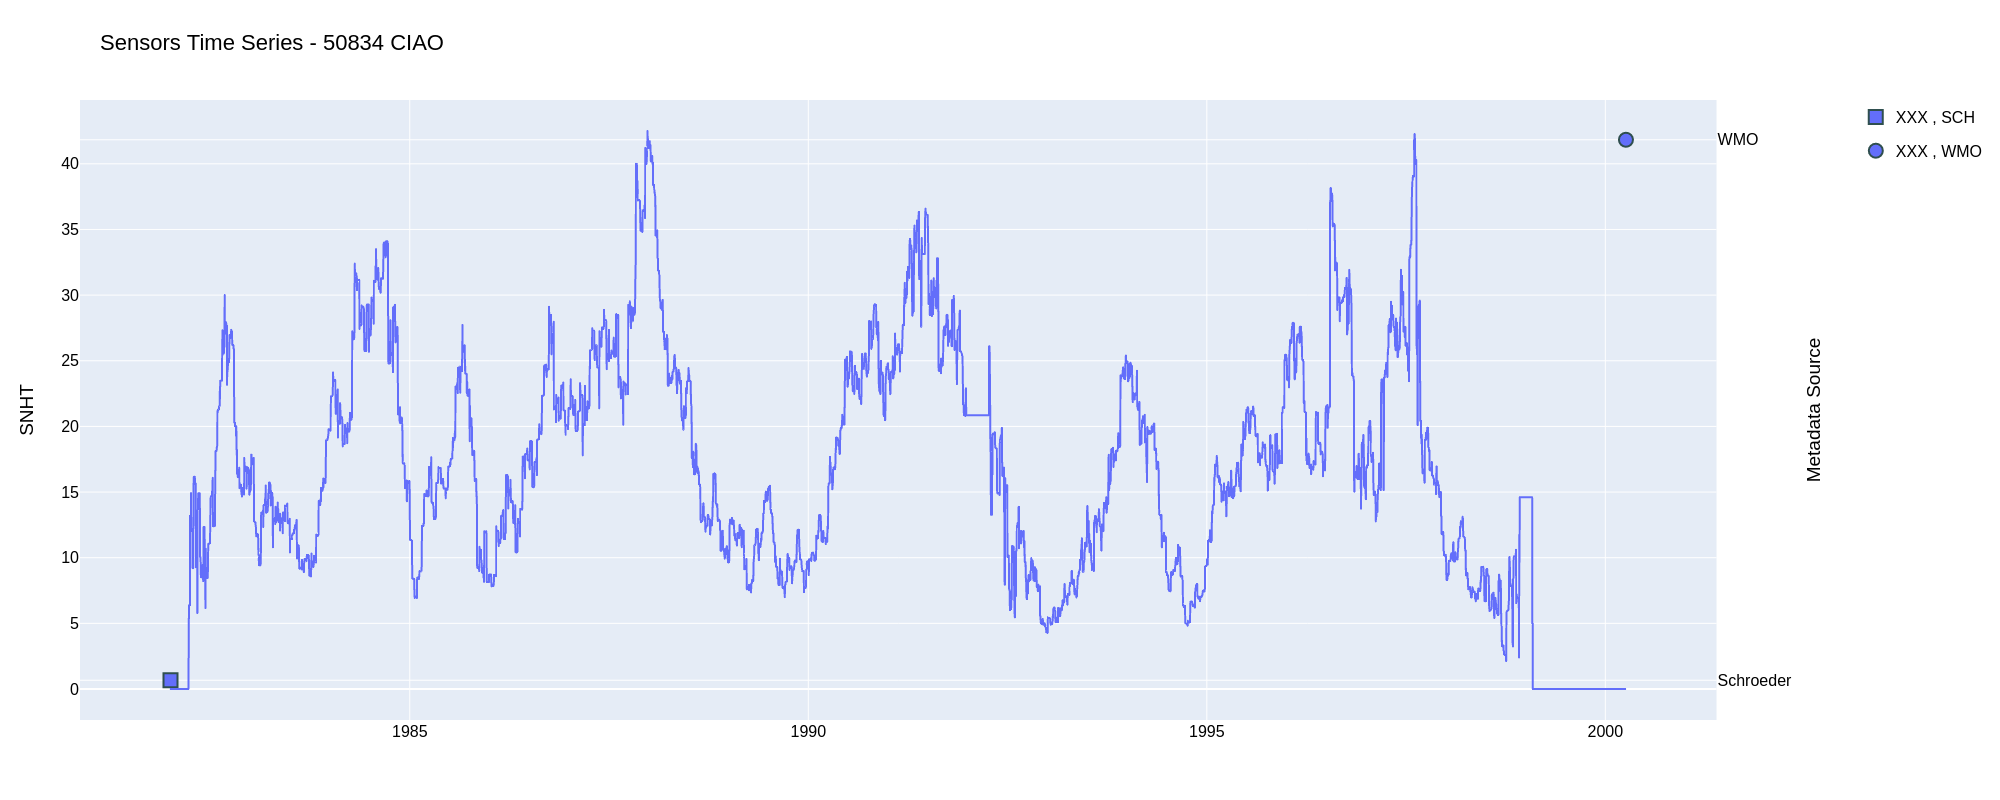 Sensors Time Series - 50834 CIAO
XXX , SCH
XXX , WMO
WMO
Schroeder
Metadata Source
SNHT
40
35
30
25
20
15
10
5
0
1985
1990
1995
2000